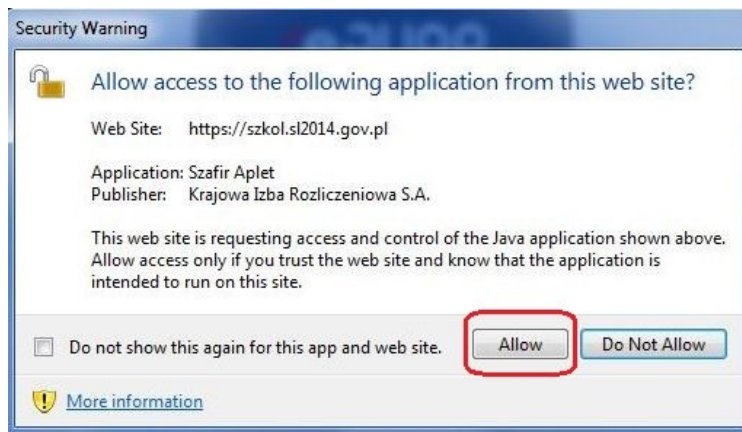 Security Warning
Allow access to the following application from this web site?
Web Site: https://szkol.sl2014.gov.pl
Application: Szafir Aplet
Publisher: Krajowa Izba Rozliczeniowa S.A.
This web site is requesting access and control of the Java application shown above.
Allow access only if you trust the web site and know that the application is
intended to run on this site.
Do not show this again for this app and web site. Allow Do Not Allow
More information